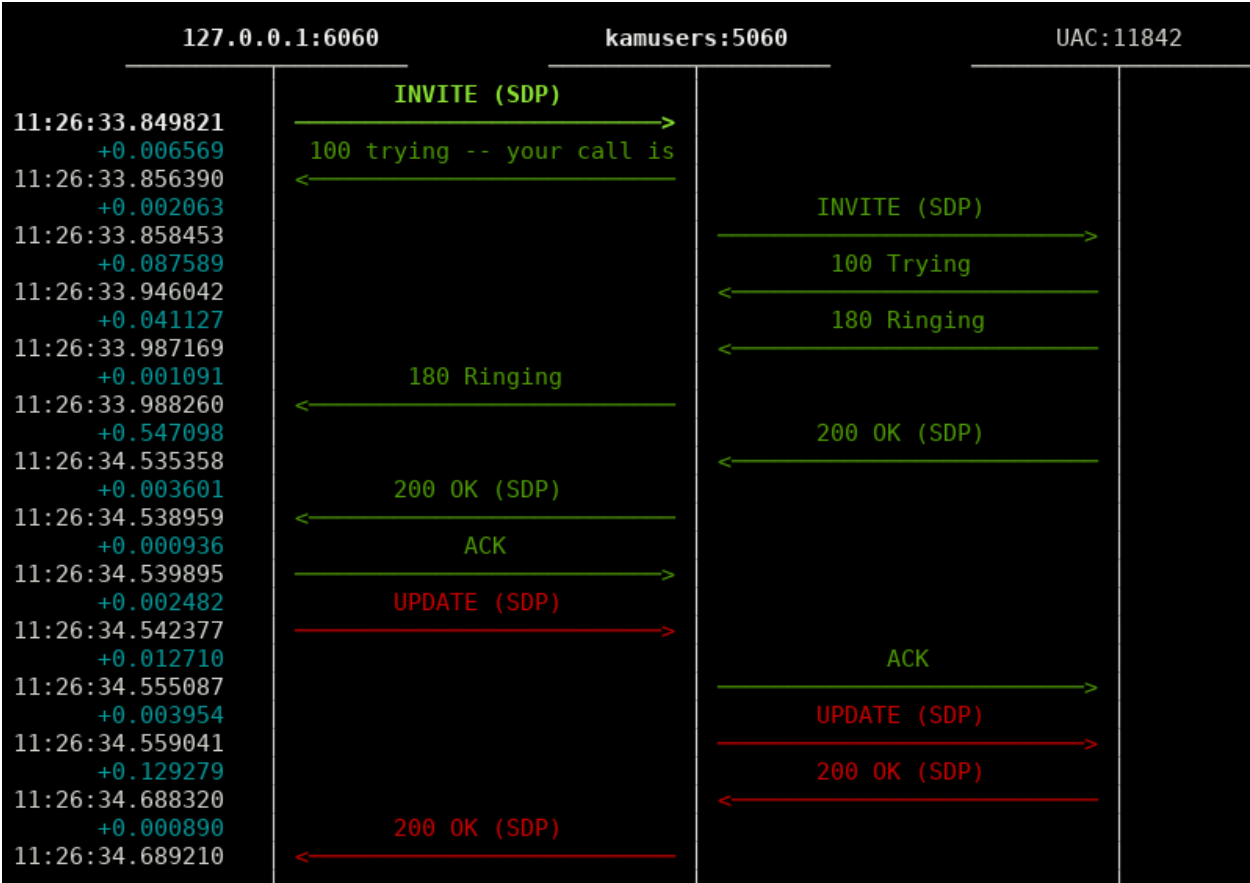 127.0.0.1:6060 kamusers:5060 UAC:11842
INVITE (SDP)
11:26:33.849821
+0.006569 100 trying -- your call is
11:26:33.856390
+0.002063 INVITE (SDP)
11:26:33.858453
+0.087589 100 Trying
11:26:33.946042
+0.041127 180 Ringing
11:26:33.987169
+0.001091 180 Ringing
11:26:33.988260
+0.547098 200 OK (SDP)
11:26:34.535358
+0.003601 200 OK (SDP)
11:26:34.538959
+0.000936 ACK
11:26:34.539895
+0.002482 UPDATE (SDP)
11:26:34.542377
+0.012710 ACK
11:26:34.555087
+0.003954 UPDATE (SDP)
11:26:34.559041
+0.129279 200 OK (SDP)
11:26:34.688320
+0.000890 200 OK (SDP)
11:26:34.689210